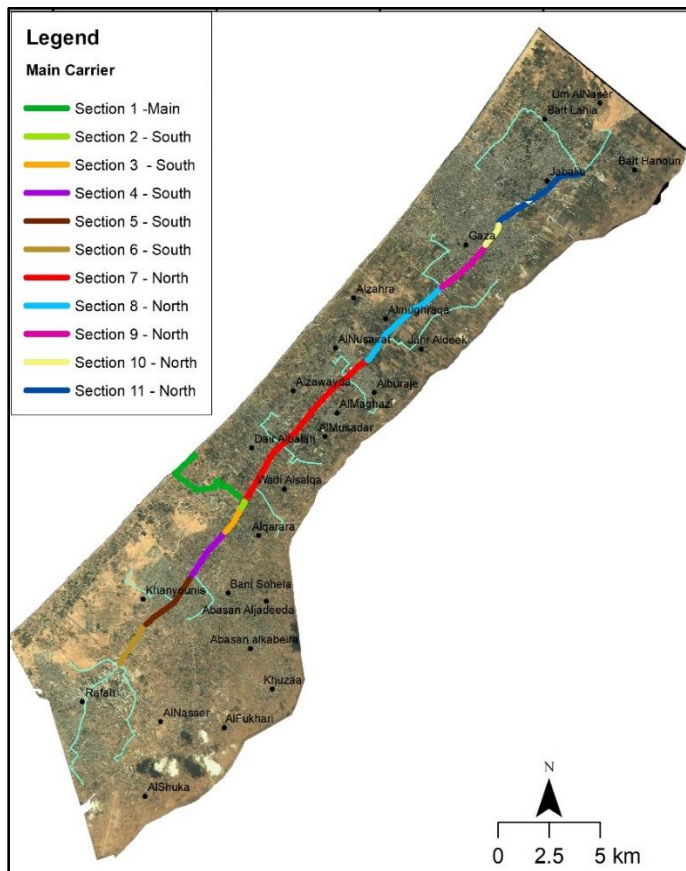 Legend
Main Carrier
Section 1 -Main
Section 2 - South
Section 3 - South
Section 4 - South
Section 5 - South
Section 6 - South
Section 7 - North
Section 8 - North
Section 9 - North
Section 10 - North
Section 11 - North
Um AlNaser
Bait Lahia
Bait Hanoun
Jabalia
Gaza
Alzahra
Almughraqa
AlNusairat
Juhr Aldeek
Alzawayda
Alburaje
AlMaghazi
AlMusadar
Dair Albalah
Wadi Alsalqa
Alqarara
Khanyounis
Bani Sohela
Abasan Aljadeeda
Abasan alkabeira
Khuzaa
Rafah
AlNasser
AlFukhari
AlShuka
N
0 2.5 5 km